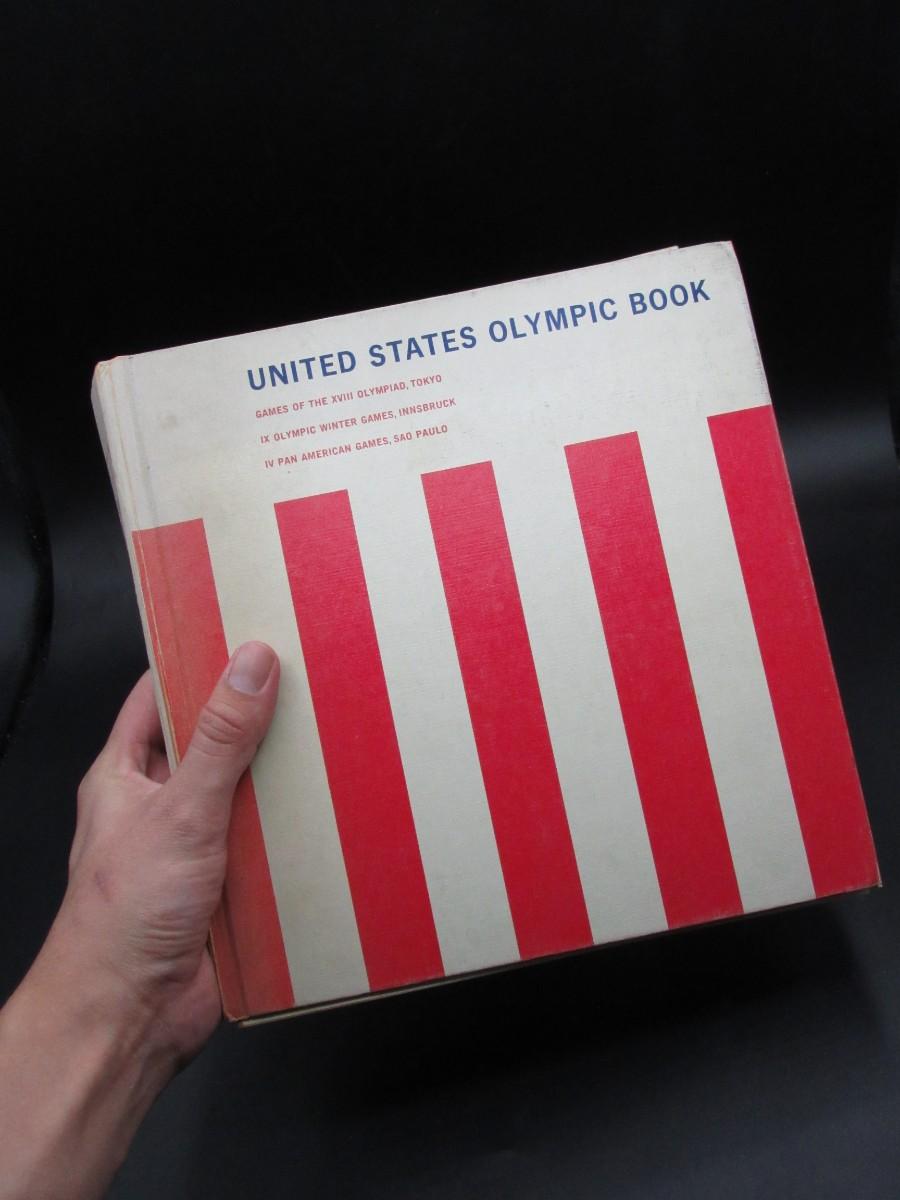 UNITED STATES OLYMPIC BOOK
GAMES OF THE XVIII OLYMPIAD, TOKYO
IX OLYMPIC WINTER GAMES, INNSBRUCK
IV PAN AMERICAN GAMES, SAO PAULO